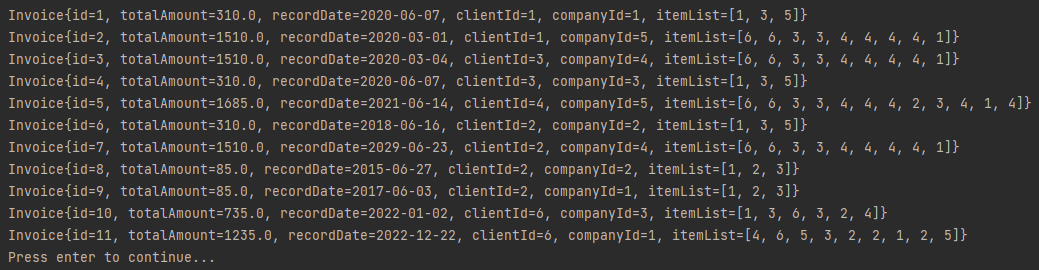 Invoice{id=1, totalAmount=310.0, recordDate=2020-06-07, clientId=1, companyId=1, itemList=[1, 3, 5]}
Invoice{id=2, totalAmount=1510.0, recordDate=2020-03-01, clientId=1, companyId=5, itemList=[6, 6, 3, 3, 4, 4, 4, 4, 1]}
Invoice{id=3, totalAmount=1510.0, recordDate=2020-03-04, clientId=3, companyId=4, itemList=[6, 6, 3, 3, 4, 4, 4, 4, 1]}
Invoice{id=4, totalAmount=310.0, recordDate=2020-06-07, clientId=3, companyId=3, itemList=[1, 3, 5]}
Invoice{id=5, totalAmount=1685.0, recordDate=2021-06-14, clientId=4, companyId=5, itemList=[6, 6, 3, 3, 4, 4, 4, 2, 3, 4, 1, 4]}
Invoice{id=6, totalAmount=310.0, recordDate=2018-06-16, clientId=2, companyId=2, itemList=[1, 3, 5]}
Invoice{id=7, totalAmount=1510.0, recordDate=2029-06-23, clientId=2, companyId=4, itemList=[6, 6, 3, 3, 4, 4, 4, 4, 1]}
Invoice{id=8, totalAmount=85.0, recordDate=2015-06-27, clientId=2, companyId=2, itemList=[1, 2, 3]}
Invoice{id=9, totalAmount=85.0, recordDate=2017-06-03, clientId=2, companyId=1, itemList=[1, 2, 3]}
Invoice{id=10, totalAmount=735.0, recordDate=2022-01-02, clientId=6, companyId=3, itemList=[1, 3, 6, 3, 2, 4]}
Invoice{id=11, totalAmount=1235.0, recordDate=2022-12-22, clientId=6, companyId=1, itemList=[4, 6, 5, 3, 2, 2, 1, 2, 5]}
Press enter to continue...